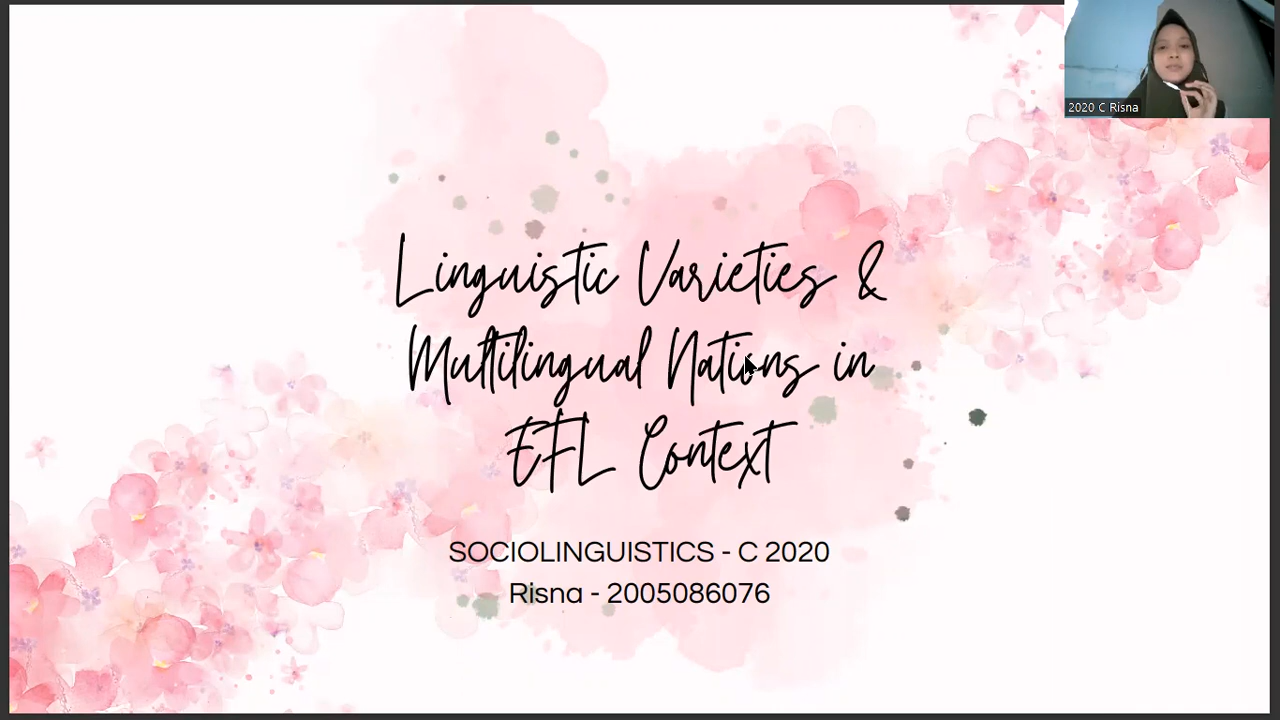 2020 C Risna
Linguistic Varieties &
Multilingual Nations in
EFL Context
SOCIOLINGUISTICS - C 2020
Risna - 2005086076